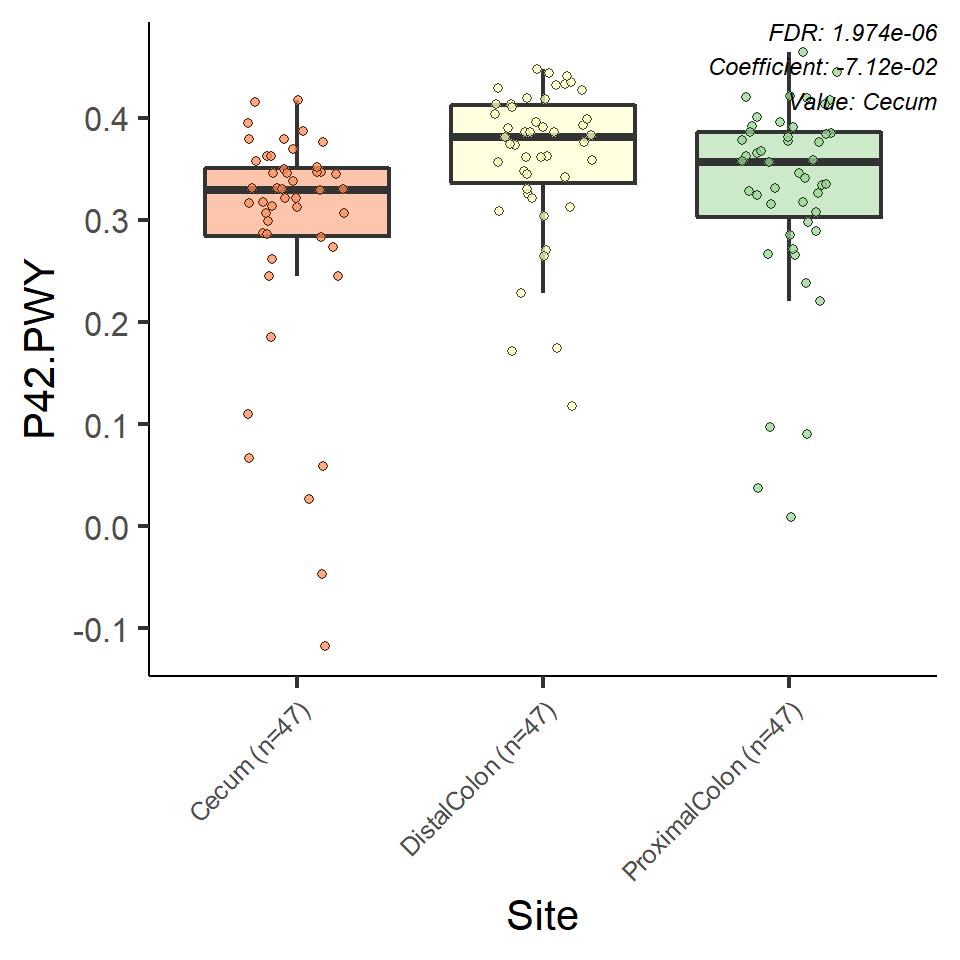 FDR: 1.974e-06
Coefficient: -7.12e-02
Value: Cecum
P42.PWY
0.4
0.3
0.2
0.1
0.0
-0.1
Cecum (n=47)
DistalColon (n=47)
ProximalColon (n=47)
Site